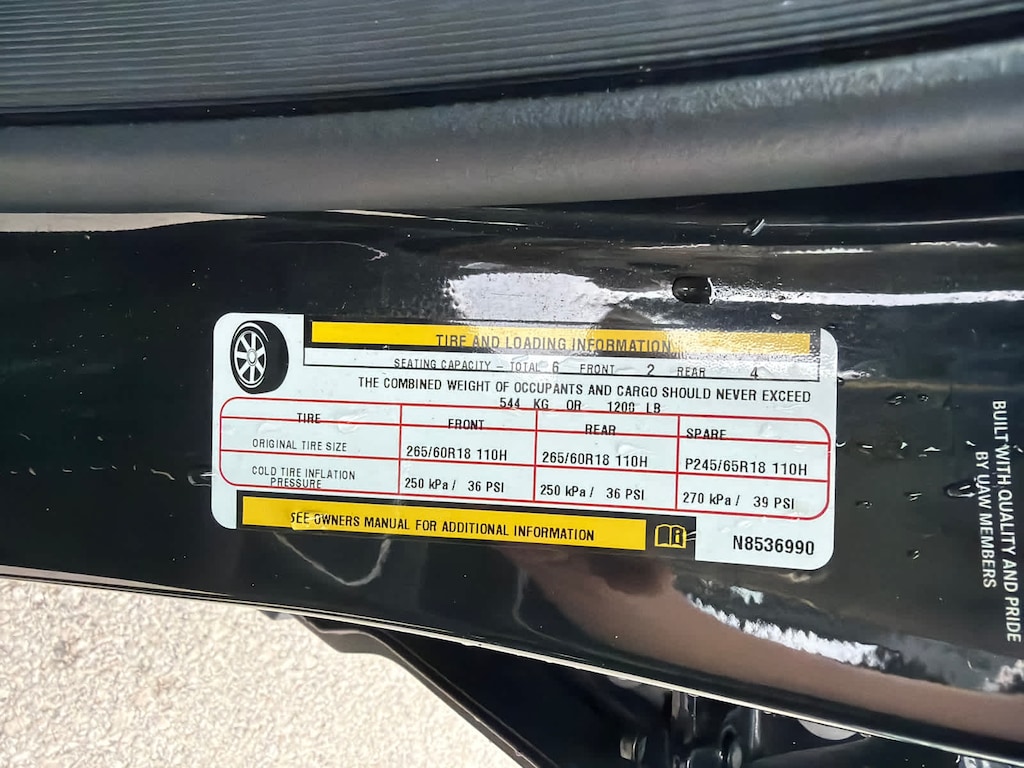 TIRE AND LOADING INFORMATION
SEATING CAPACITY – TOTAL 6 FRONT 2 REAR 4
THE COMBINED WEIGHT OF OCCUPANTS AND CARGO SHOULD NEVER EXCEED
544 KG OR 1200 LB
TIRE FRONT REAR SPARE
ORIGINAL TIRE SIZE 265/60R18 110H 265/60R18 110H P245/65R18 110H
COLD TIRE INFLATION
PRESSURE 250 kPa / 36 PSI 250 kPa / 36 PSI 270 kPa / 39 PSI
SEE OWNERS MANUAL FOR ADDITIONAL INFORMATION
N8536990
BUILT WITH QUALITY AND PRIDE
BY UAW MEMBERS